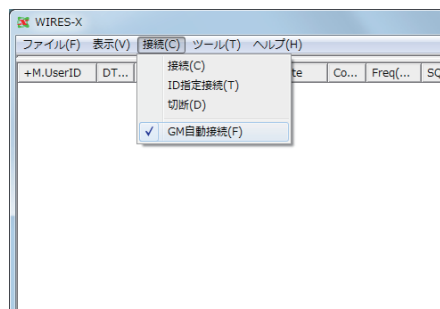 WIRES-X
ファイル(F) 表示(V) 接続(C) ツール(T) ヘルプ(H)
+M.UserID DT... te Co... Freq(... SQ
接続(C)
ID指定接続(T)
切断(D)
✓ GM自動接続(F)